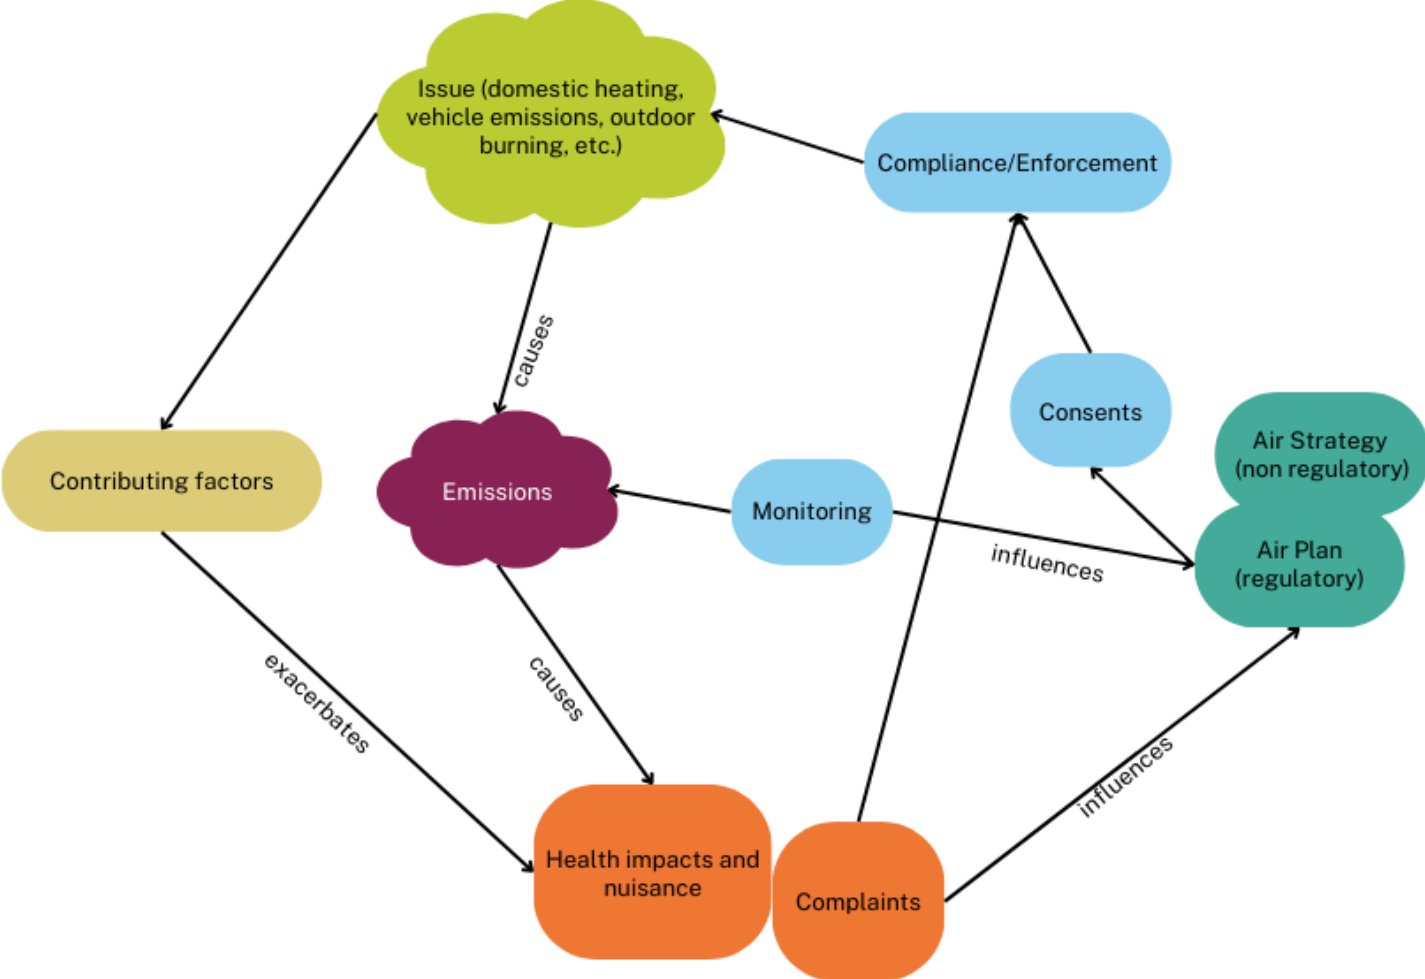 Issue (domestic heating,
vehicle emissions, outdoor
burning, etc.)
Compliance/Enforcement
causes
Consents
Air Strategy
(non regulatory)
Contributing factors
Emissions
Monitoring
influences
Air Plan
(regulatory)
exacerbates
causes
influences
Health impacts and
nuisance
Complaints